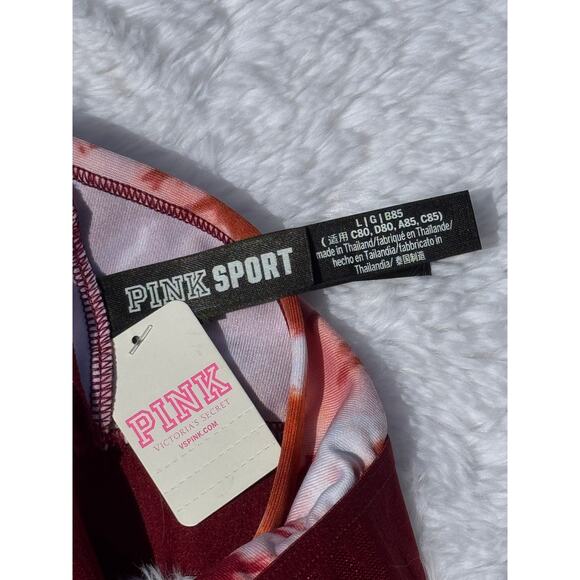 PINK SPORT
L | G | B85
(适用 C80, D80, A85, C85)
made in Thailand/fabriqué en Thaïlande/
hecho en Tailandia/fabbricato in
Thailandia/泰国制造
PINK
VICTORIA'S SECRET
VSPINK.COM